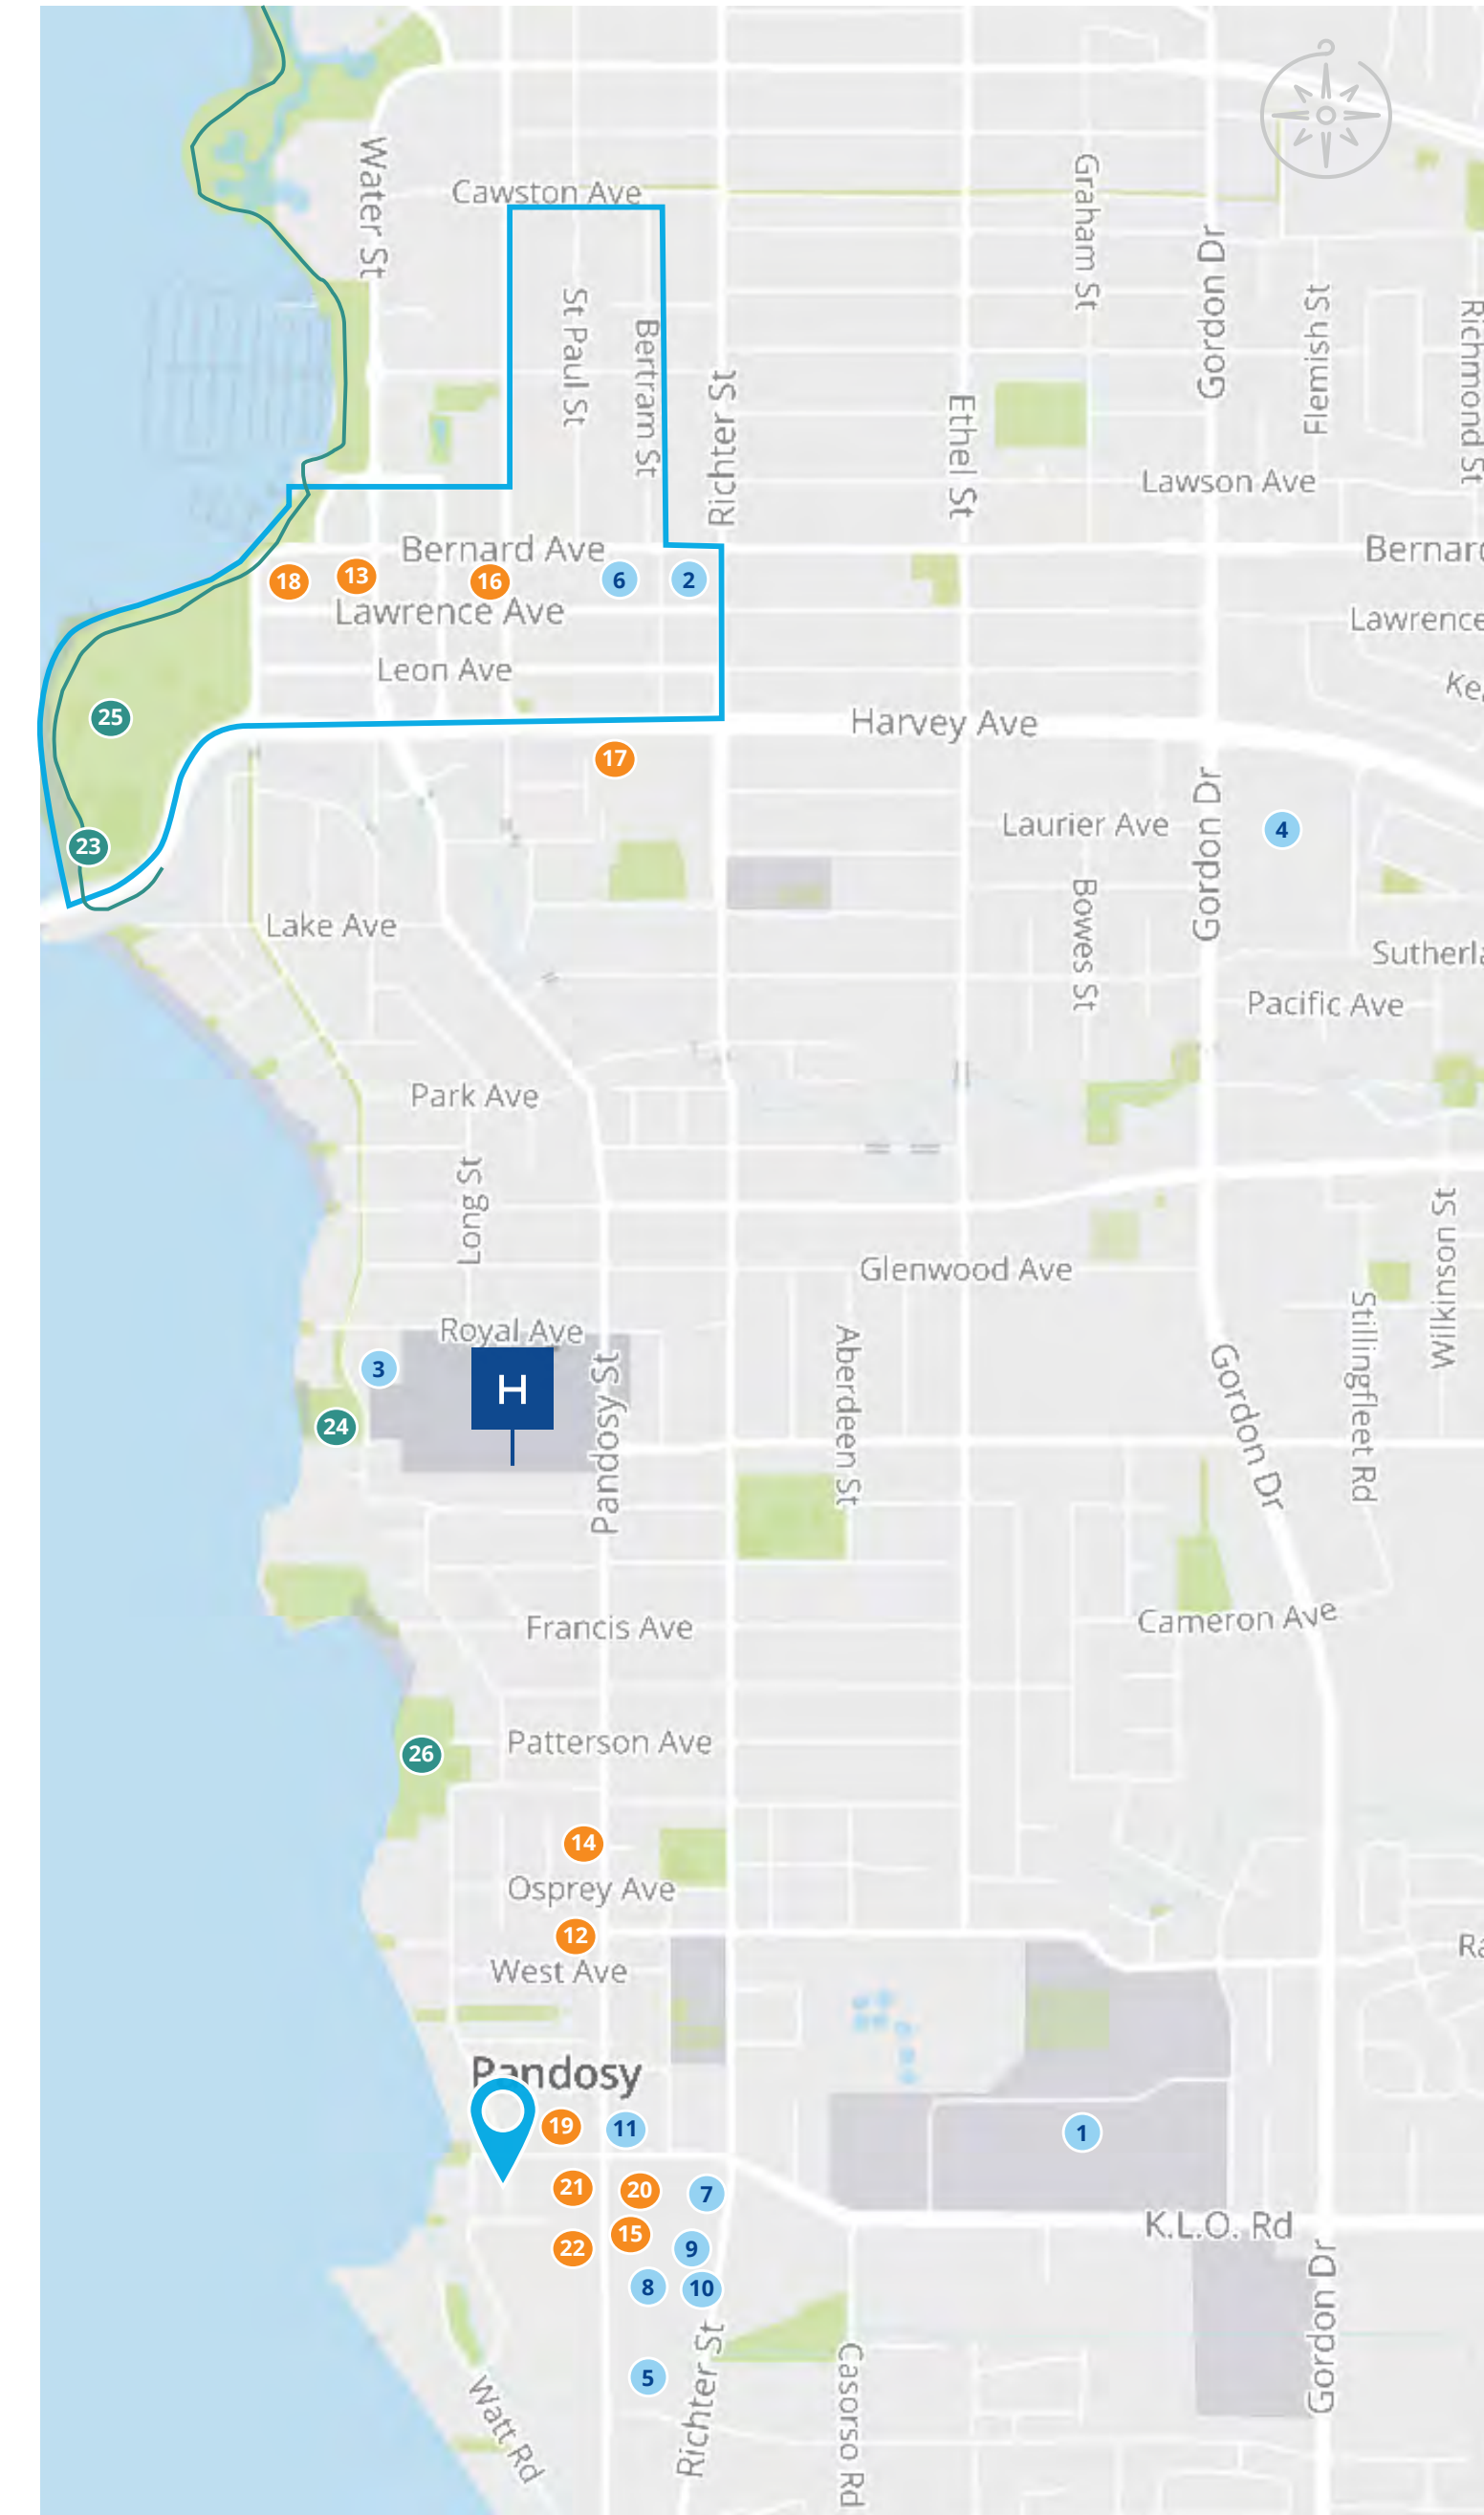 Water St
Cawston Ave
Graham St
Gordon Dr
St Paul St
Bertram St
Flemish St
Richmond St
Richter St
Ethel St
Lawson Ave
Bernard Ave
18
13
16
6
2
Lawrence Ave
Lawrence
Leon Ave
25
Harvey Ave
17
Gordon Dr
Laurier Ave
4
23
Bowes St
Lake Ave
Pacific Ave
Park Ave
Long St
Wilkinson St
Glenwood Ave
Stillingfleet Rd
Royal Ave
Aberdeen St
3
H
Pandosy St
Gordon Dr
24
Cameron Ave
Francis Ave
Patterson Ave
26
14
Osprey Ave
12
West Ave
Pandosy
19
11
1
21
20
7
K.L.O. Rd
15
22
9
8
10
Gordon Dr
Richter St
5
Casorso Rd
Watt Rd